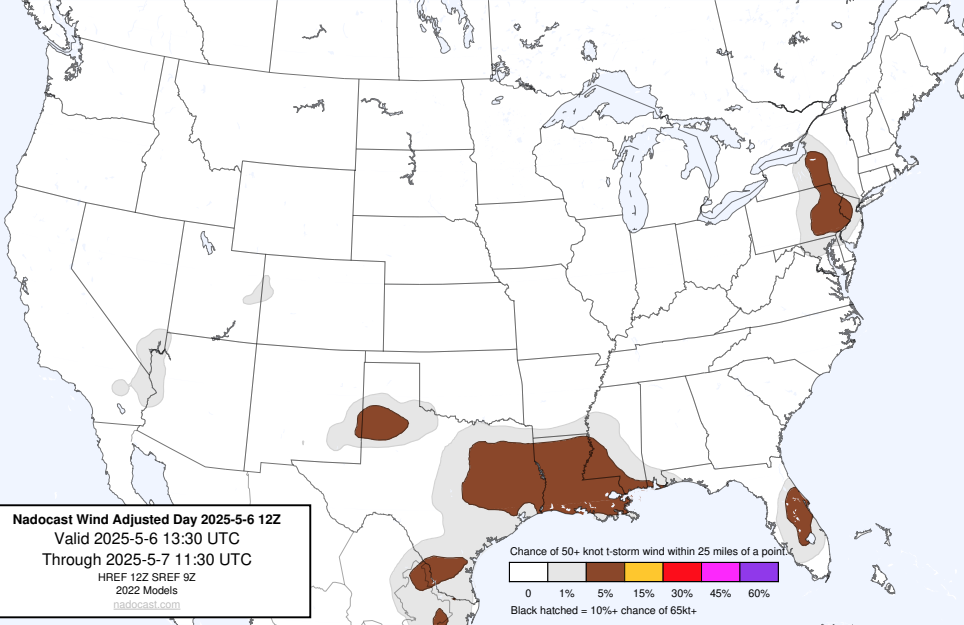 Nadocast Wind Adjusted Day 2025-5-6 12Z
Valid 2025-5-6 13:30 UTC
Through 2025-5-7 11:30 UTC
HREF 12Z SREF 9Z
2022 Models
nadocast.com
Chance of 50+ knot t-storm wind within 25 miles of a point.
0 1% 5% 15% 30% 45% 60%
Black hatched = 10%+ chance of 65kt+